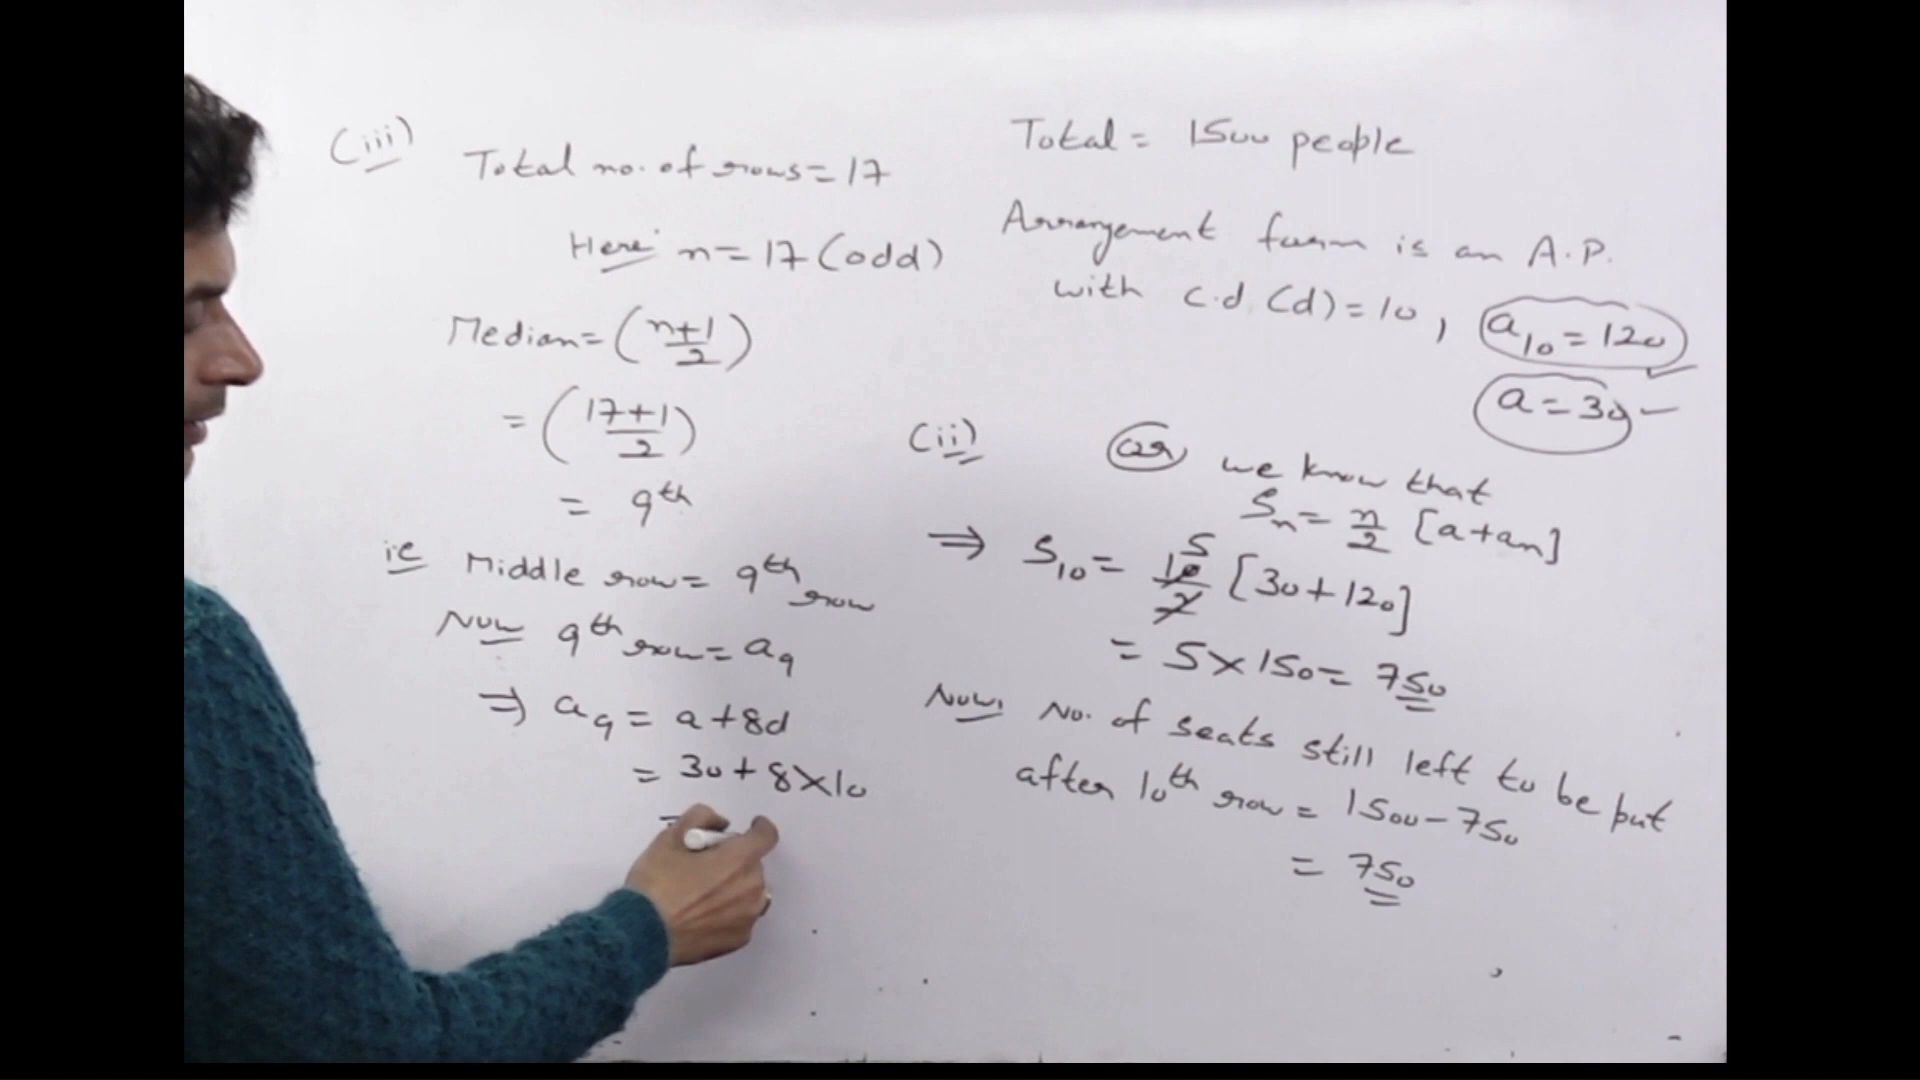 (iii)
Total no. of rows = 17
Here n = 17 (odd)
Median = (n+1/2)
= (17+1/2)
= 9th
ie Middle row = 9th row
Now 9th row = a9
⇒ a9 = a + 8d
= 30 + 8×10
=
Total = 1500 people
Arrangement form is an A.P.
with c.d. (d) = 10, a10 = 120
a = 30
(ii) Or we know that
Sn = n/2 [a + an]
⇒ S10 = 10/2 5 [30 + 120]
= 5 × 150 = 750
Now, No. of seats still left to be put
after 10th row = 1500 - 750
= 750